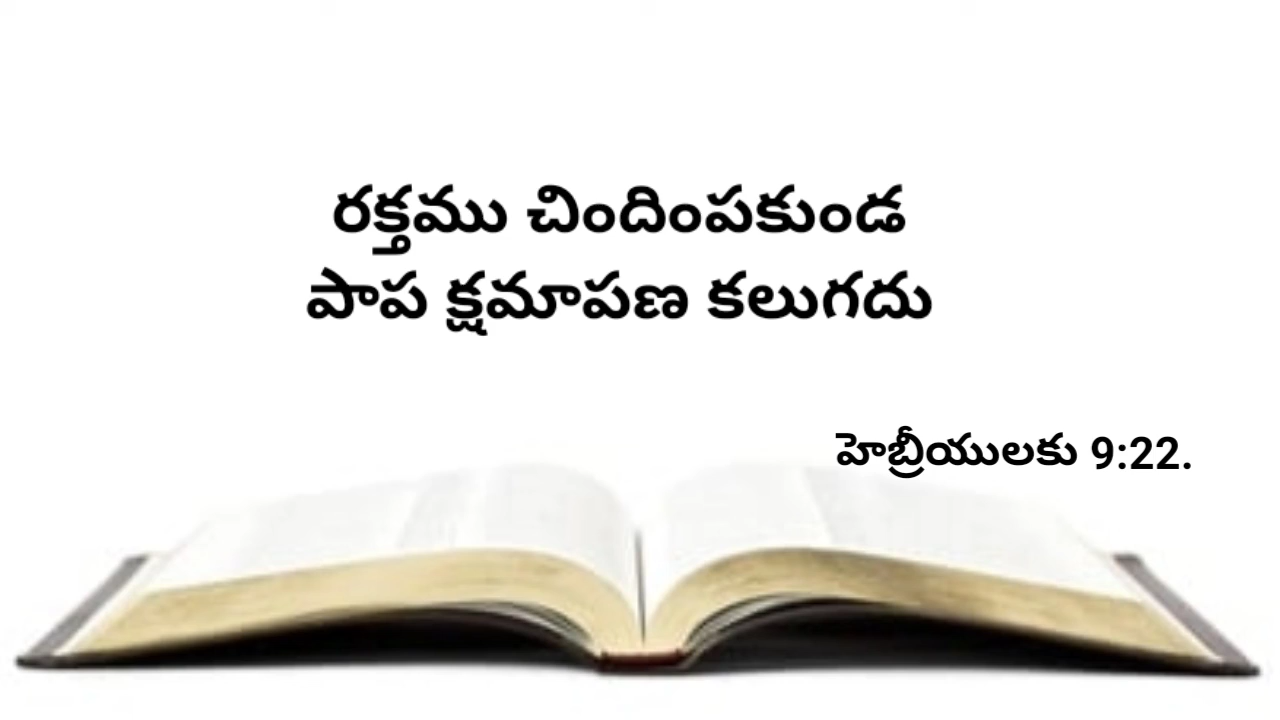 రక్తము చిందింపకుండ
పాప క్షమాపణ కలుగదు
హెబ్రీయులకు 9:22.